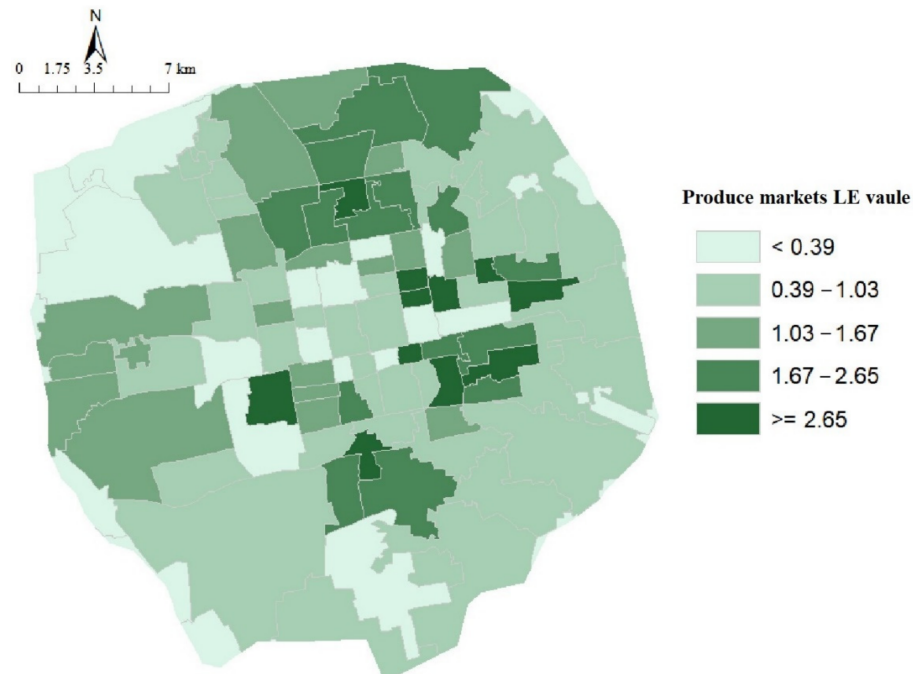 N
0 1.75 3.5 7 km
Produce markets LE vaule
< 0.39
0.39 – 1.03
1.03 – 1.67
1.67 – 2.65
>= 2.65